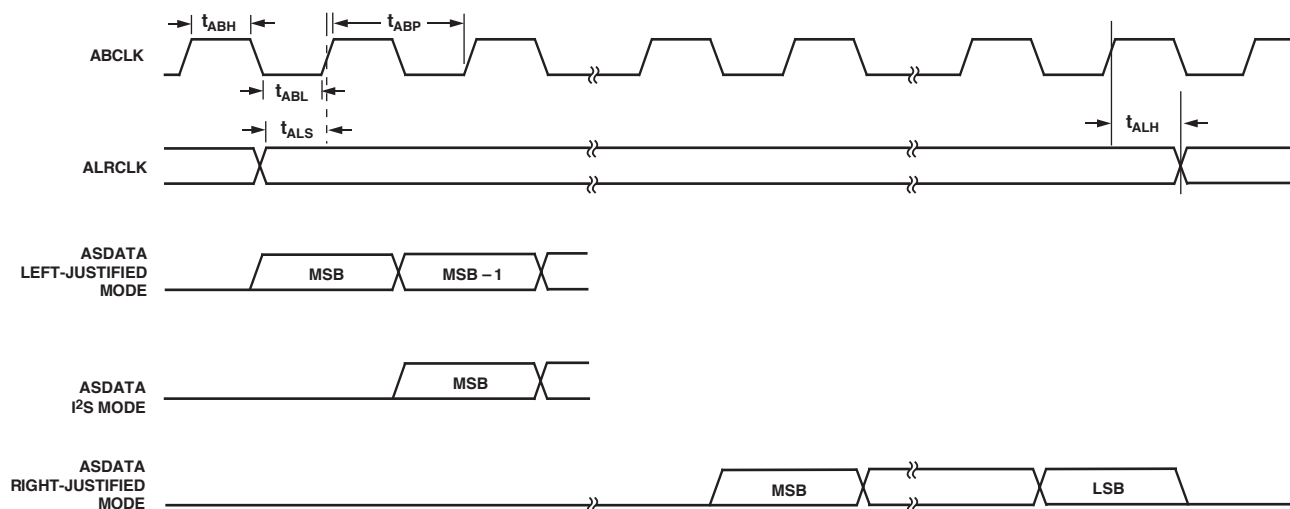 tABH
tABP
ABCLK
tABL
tALS
tALH
ALRCLK
ASDATA
LEFT-JUSTIFIED
MODE
MSB
MSB – 1
ASDATA
I²S MODE
MSB
ASDATA
RIGHT-JUSTIFIED
MODE
MSB
LSB